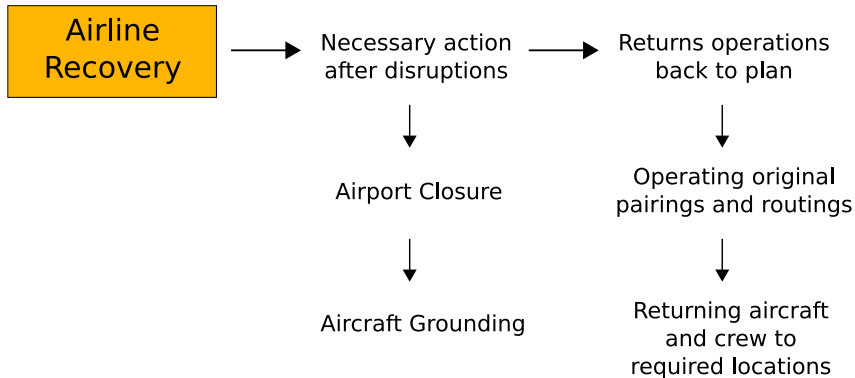 Airline
Recovery
Necessary action
after disruptions
Returns operations
back to plan
Airport Closure
Operating original
pairings and routings
Aircraft Grounding
Returning aircraft
and crew to
required locations